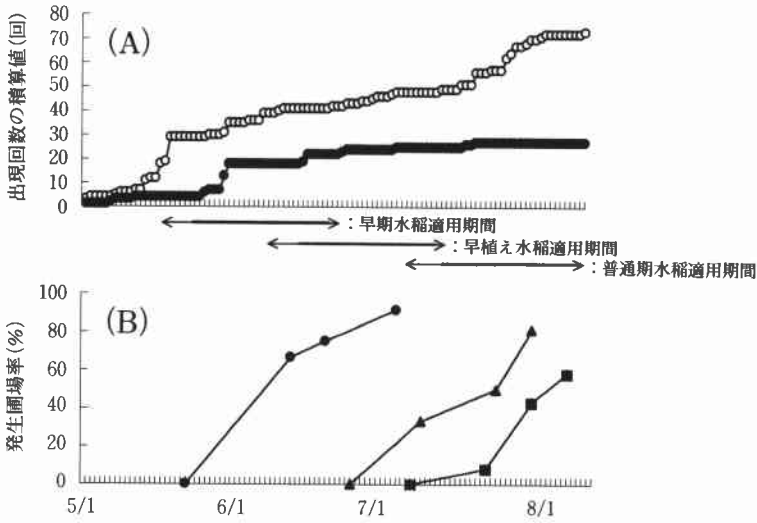 (A)
出現回数の積算値(回)
80
70
60
50
40
30
20
10
0
:早期水稲適用期間
:早植え水稲適用期間
:普通期水稲適用期間
(B)
発生圃場率(%)
100
80
60
40
20
0
5/1 6/1 7/1 8/1